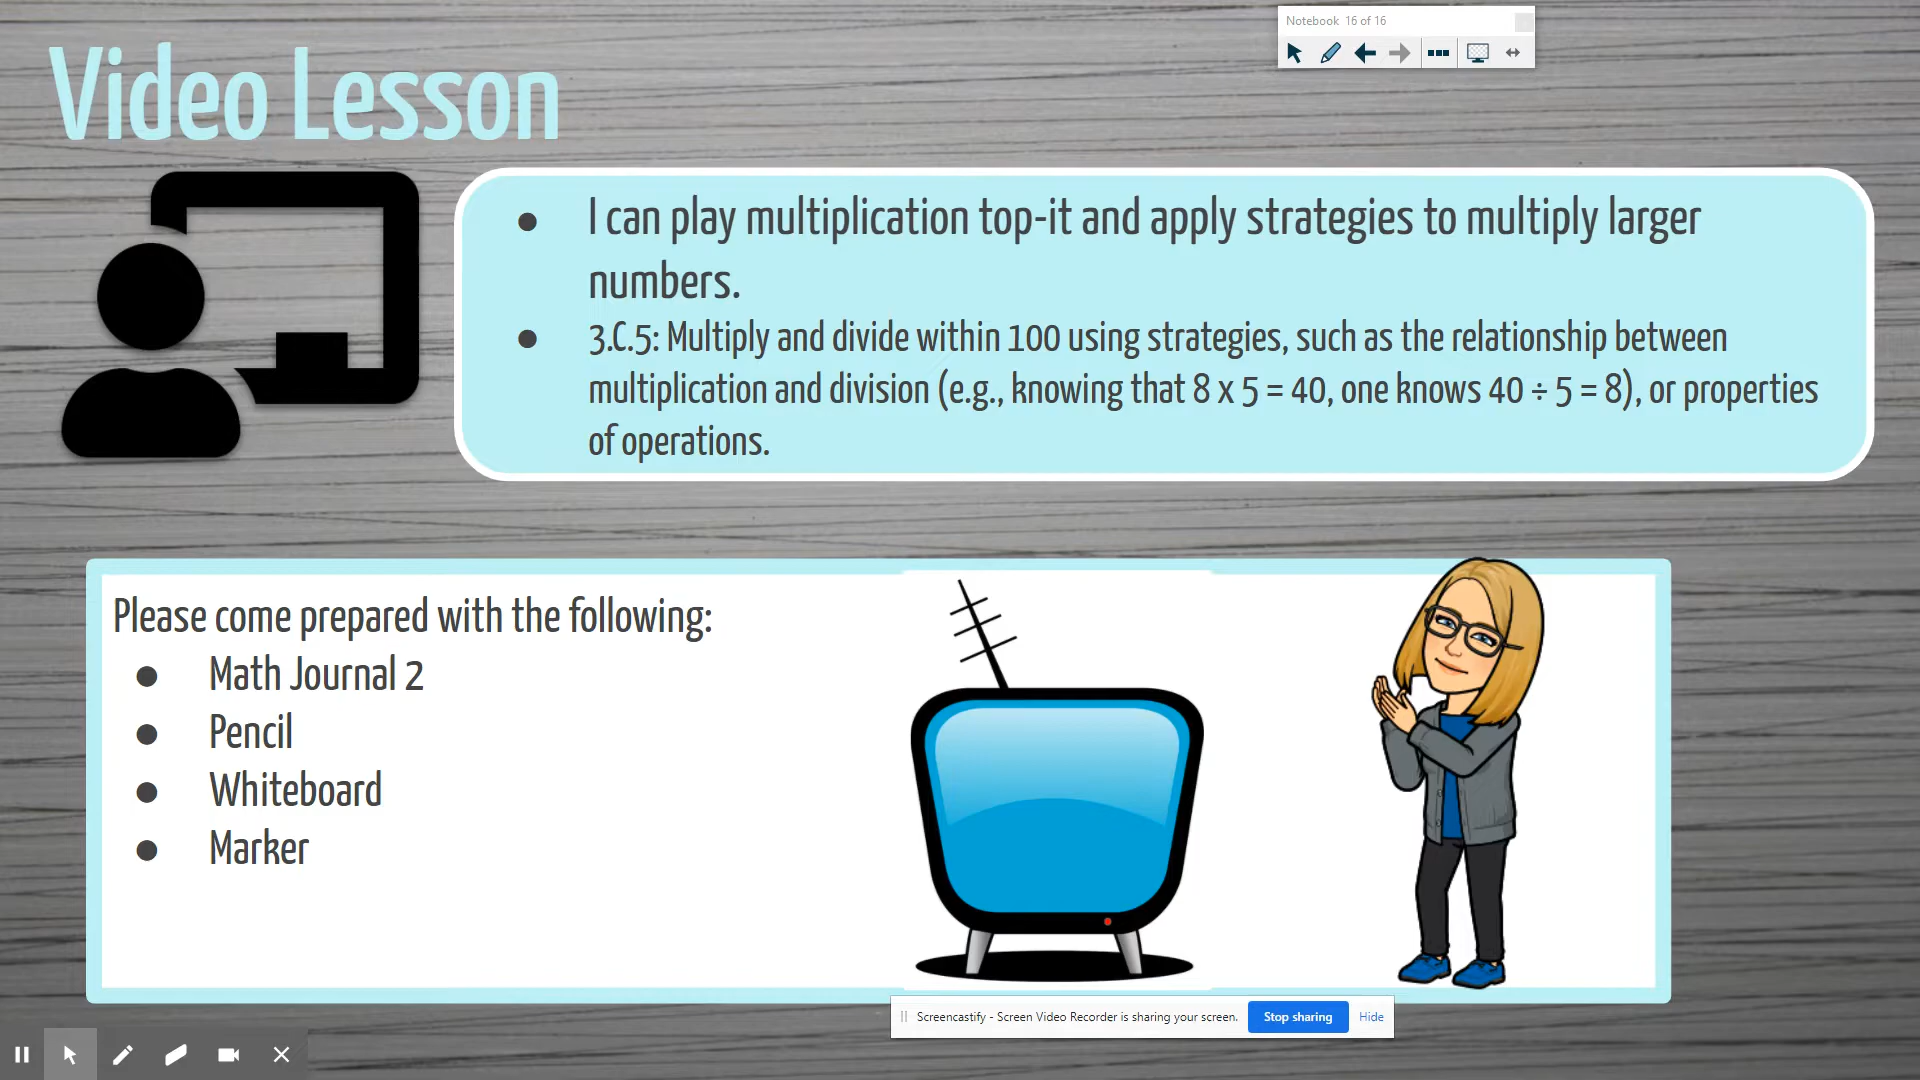 Notebook 16 of 16
Video Lesson
● I can play multiplication top-it and apply strategies to multiply larger
numbers.
● 3.C.5: Multiply and divide within 100 using strategies, such as the relationship between
multiplication and division (e.g., knowing that 8 x 5 = 40, one knows 40 ÷ 5 = 8), or properties
of operations.
Please come prepared with the following:
● Math Journal 2
● Pencil
● Whiteboard
● Marker
Screencastify - Screen Video Recorder is sharing your screen. Stop sharing Hide